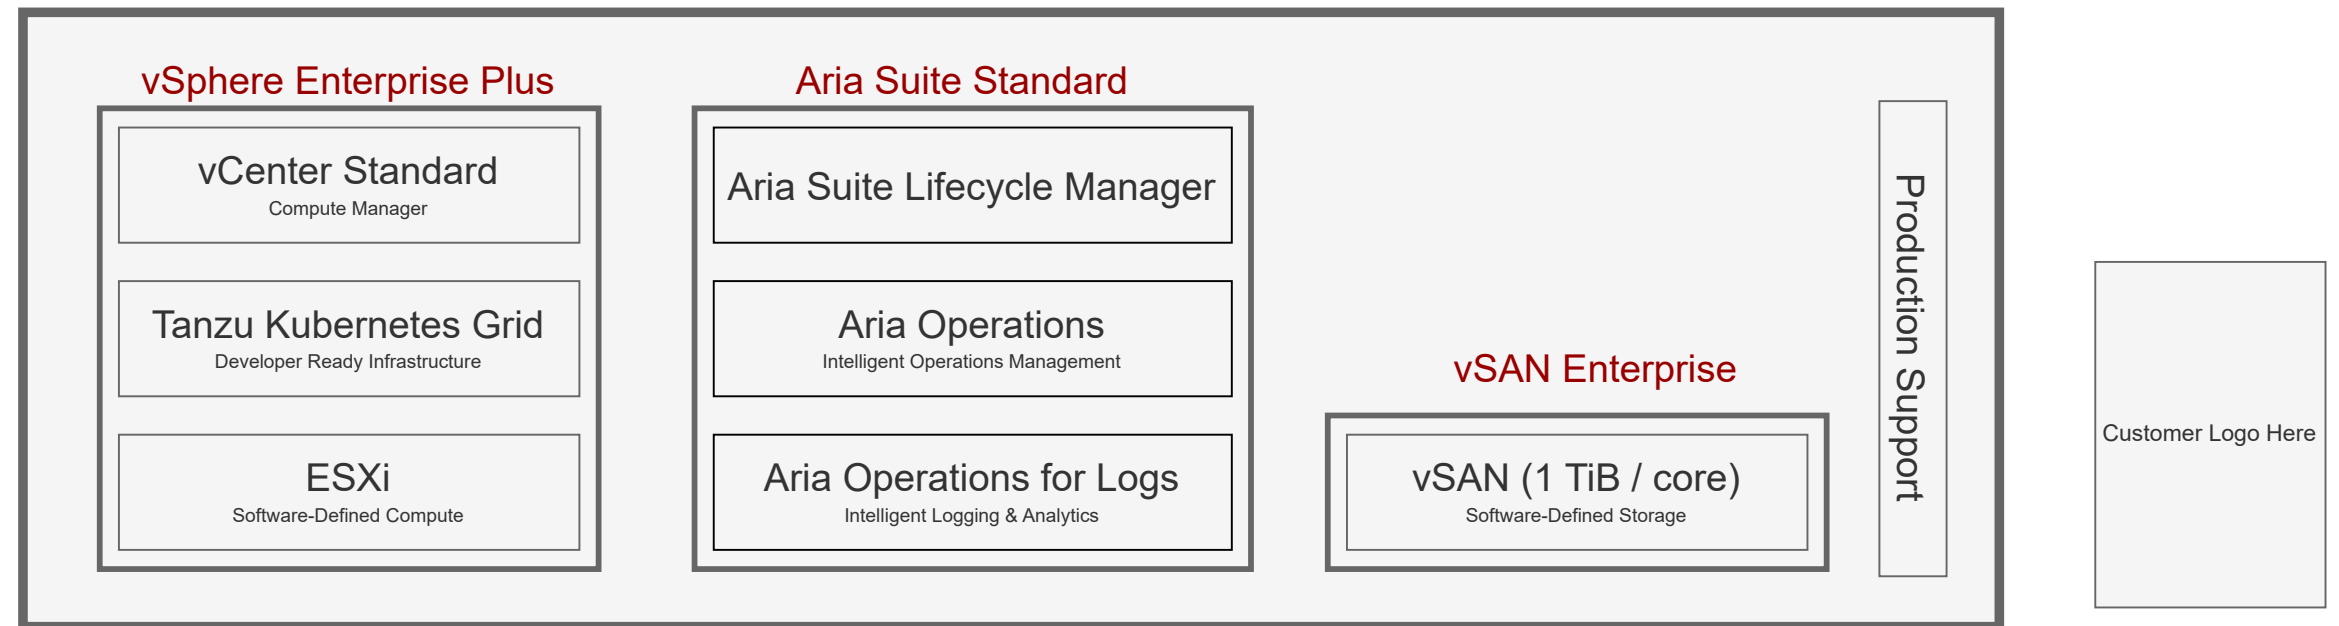 vSphere Enterprise Plus
vCenter Standard
Compute Manager
Tanzu Kubernetes Grid
Developer Ready Infrastructure
ESXi
Software-Defined Compute
Aria Suite Standard
Aria Suite Lifecycle Manager
Aria Operations
Intelligent Operations Management
Aria Operations for Logs
Intelligent Logging & Analytics
vSAN Enterprise
vSAN (1 TiB / core)
Software-Defined Storage
Production Support
Customer Logo Here